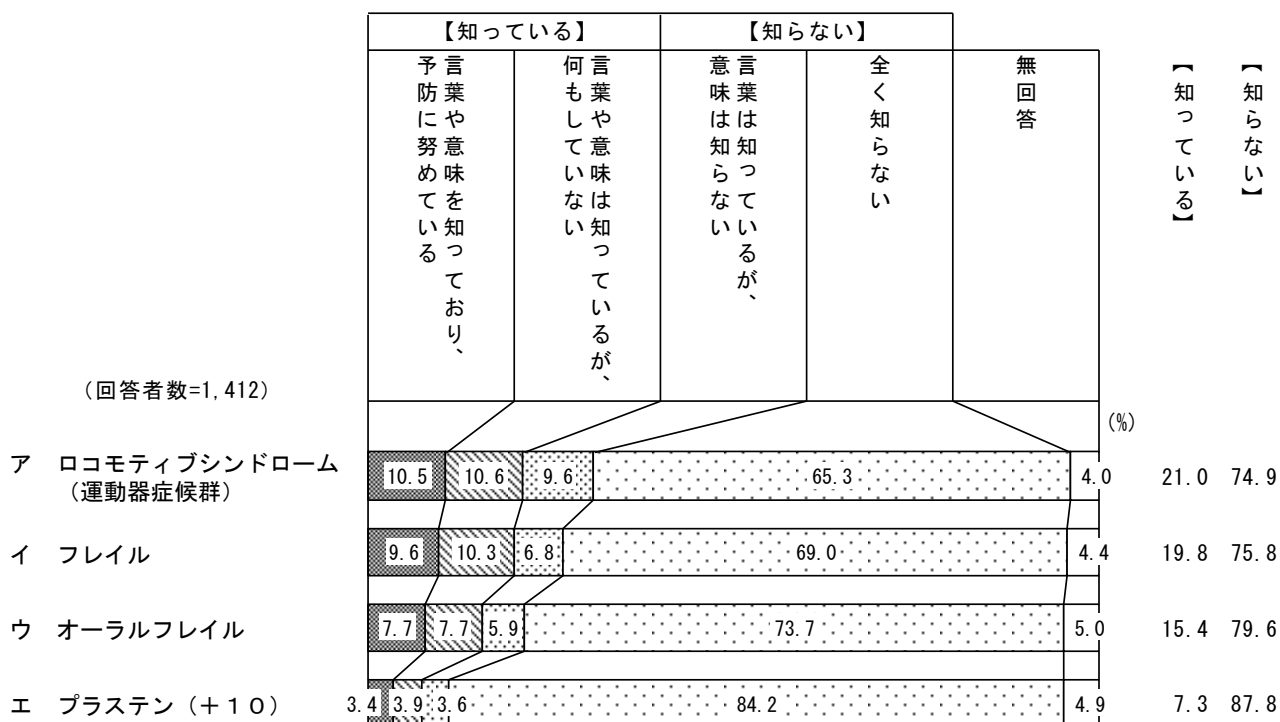 【知っている】 【知らない】
言葉や意味を知っており、
予防に努めている
言葉や意味は知っているが、
何もしていない
言葉は知っているが、
意味は知らない
全く知らない
無回答
【知っている】
【知らない】
（回答者数=1,412）
(%)
ア ロコモティブシンドローム
（運動器症候群）
10.5 10.6 9.6 65.3 4.0 21.0 74.9
イ フレイル 9.6 10.3 6.8 69.0 4.4 19.8 75.8
ウ オーラルフレイル 7.7 7.7 5.9 73.7 5.0 15.4 79.6
エ プラステン（＋１０） 3.4 3.9 3.6 84.2 4.9 7.3 87.8